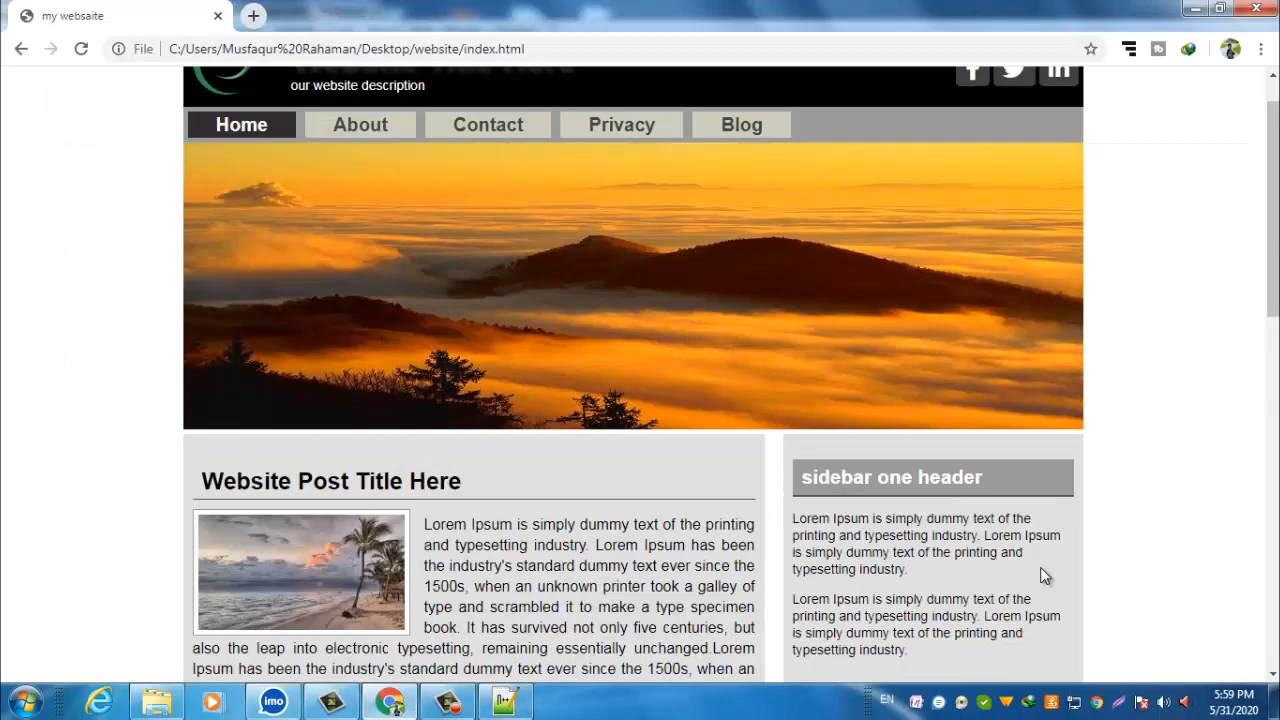 my websaite
File
C:/Users/Musfaqur%20Rahaman/Desktop/website/index.html
our website description
Home
About
Contact
Privacy
Blog
Website Post Title Here
Lorem Ipsum is simply dummy text of the printing
and typesetting industry. Lorem Ipsum has been
the industry's standard dummy text ever since the
1500s, when an unknown printer took a galley of
type and scrambled it to make a type specimen
book. It has survived not only five centuries, but
also the leap into electronic typesetting, remaining essentially unchanged.Lorem
Ipsum has been the industry's standard dummy text ever since the 1500s, when an
sidebar one header
Lorem Ipsum is simply dummy text of the
printing and typesetting industry. Lorem Ipsum
is simply dummy text of the printing and
typesetting industry.
Lorem Ipsum is simply dummy text of the
printing and typesetting industry. Lorem Ipsum
is simply dummy text of the printing and
typesetting industry.
imo
EN
5:59 PM
5/31/2020